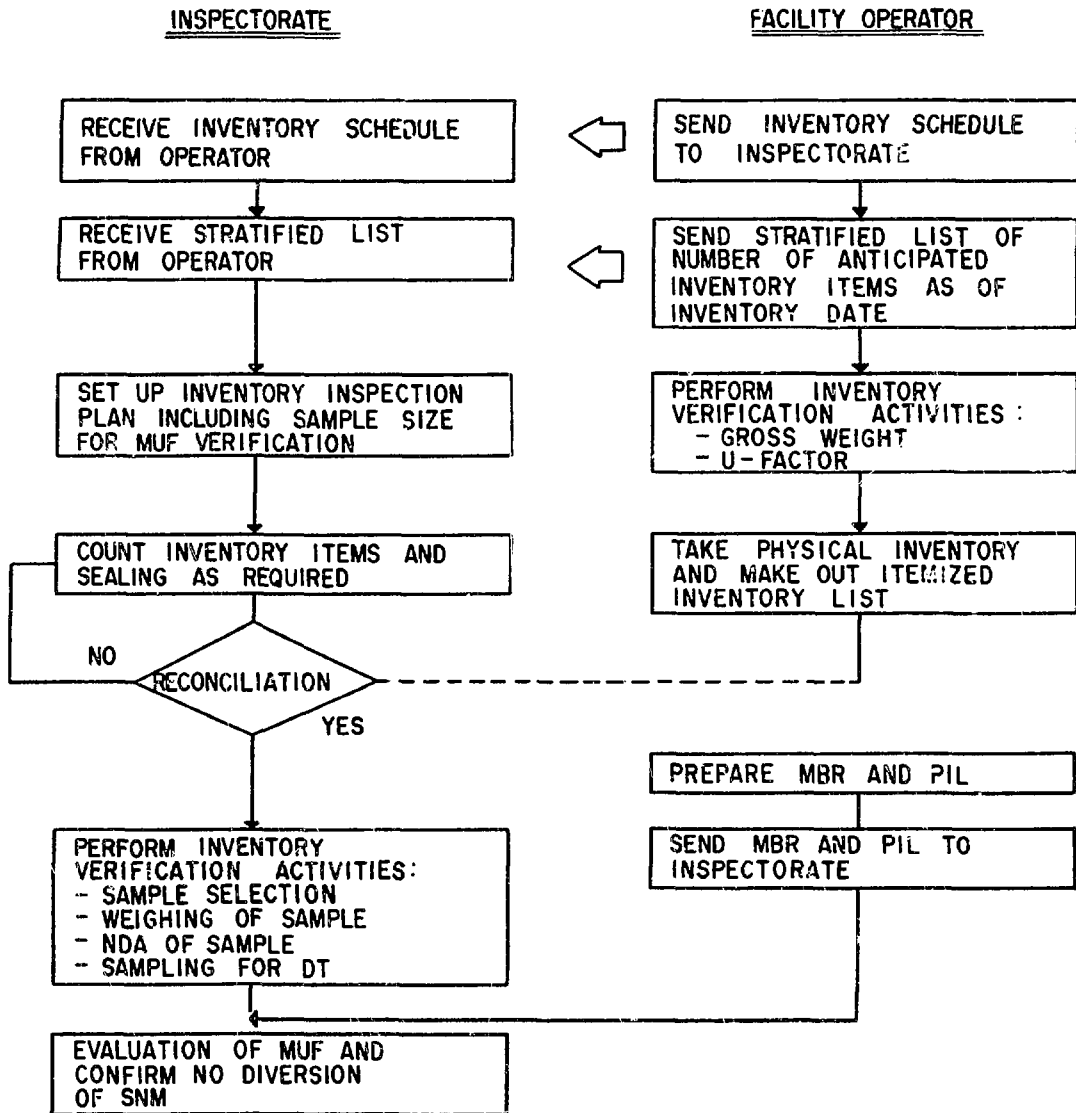 INSPECTORATE
FACILITY OPERATOR
RECEIVE INVENTORY SCHEDULE
FROM OPERATOR
SEND INVENTORY SCHEDULE
TO INSPECTORATE
RECEIVE STRATIFIED LIST
FROM OPERATOR
SEND STRATIFIED LIST OF
NUMBER OF ANTICIPATED
INVENTORY ITEMS AS OF
INVENTORY DATE
SET UP INVENTORY INSPECTION
PLAN INCLUDING SAMPLE SIZE
FOR MUF VERIFICATION
PERFORM INVENTORY
VERIFICATION ACTIVITIES:
- GROSS WEIGHT
- U-FACTOR
COUNT INVENTORY ITEMS AND
SEALING AS REQUIRED
TAKE PHYSICAL INVENTORY
AND MAKE OUT ITEMIZED
INVENTORY LIST
NO
RECONCILIATION
YES
PREPARE MBR AND PIL
SEND MBR AND PIL TO
INSPECTORATE
PERFORM INVENTORY
VERIFICATION ACTIVITIES:
- SAMPLE SELECTION
- WEIGHING OF SAMPLE
- NDA OF SAMPLE
- SAMPLING FOR DT
EVALUATION OF MUF AND
CONFIRM NO DIVERSION
OF SNM